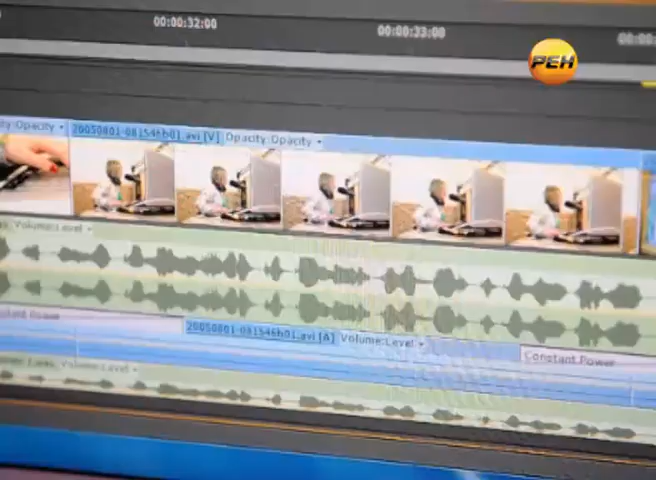 00:00:32:00
00:00:33:00
РЕН
Opacity:Opacity
20050801-081546b01.avi [V] Opacity:Opacity
Volume:Level
20050801-081546b01.avi [A] Volume:Level
Constant Power
Volume:Level